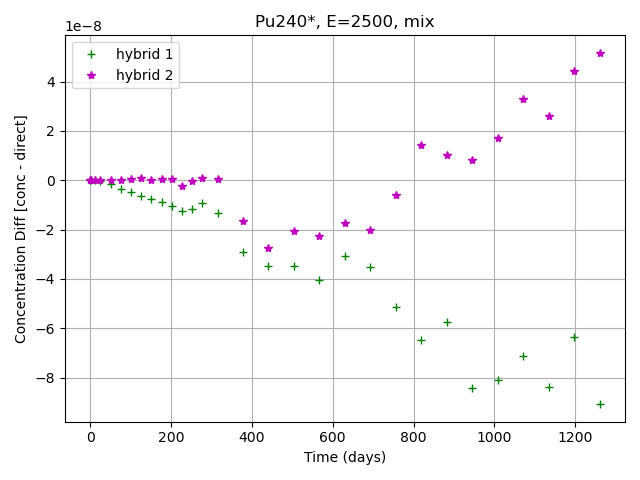 Pu240*, E=2500, mix
1e−8
hybrid 1
hybrid 2
4
2
0
−2
−4
−6
−8
Concentration Diff [conc - direct]
0 200 400 600 800 1000 1200
Time (days)